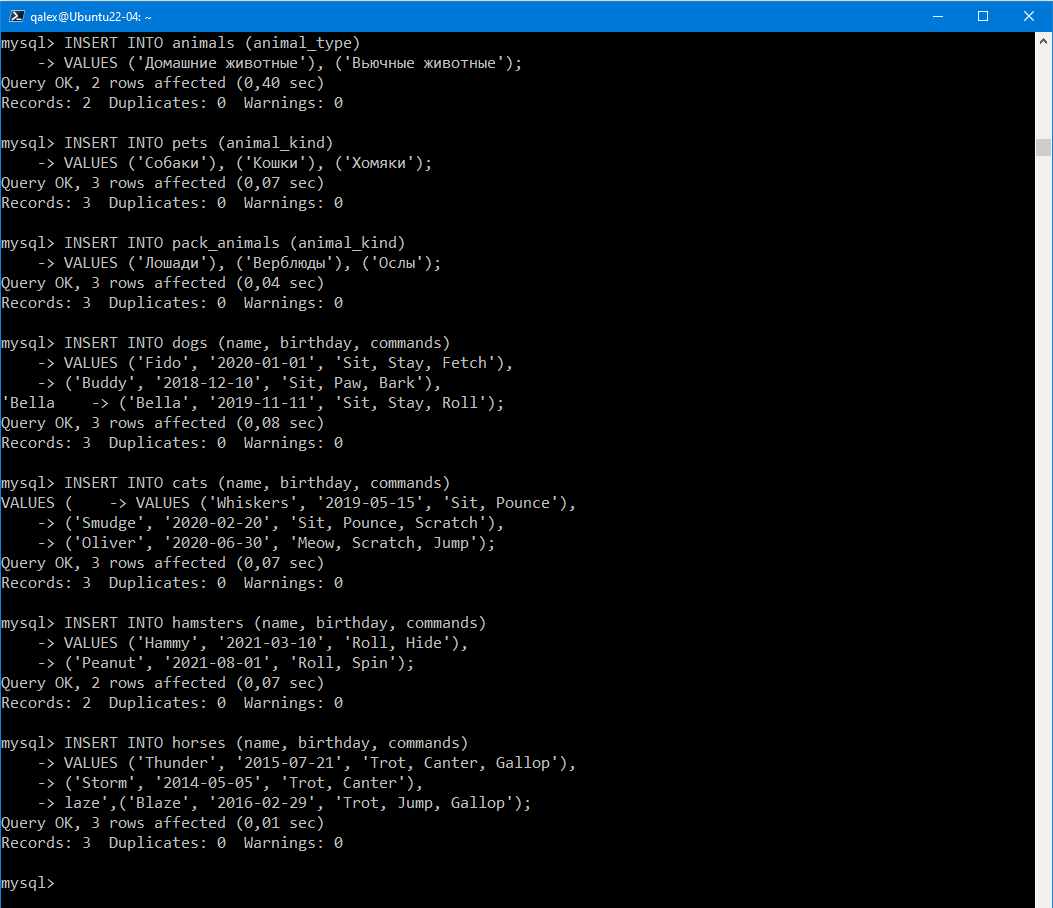 qalex@Ubuntu22-04: ~
mysql> INSERT INTO animals (animal_type)
    -> VALUES ('Домашние животные'), ('Вьючные животные');
Query OK, 2 rows affected (0,40 sec)
Records: 2  Duplicates: 0  Warnings: 0

mysql> INSERT INTO pets (animal_kind)
    -> VALUES ('Собаки'), ('Кошки'), ('Хомяки');
Query OK, 3 rows affected (0,07 sec)
Records: 3  Duplicates: 0  Warnings: 0

mysql> INSERT INTO pack_animals (animal_kind)
    -> VALUES ('Лошади'), ('Верблюды'), ('Ослы');
Query OK, 3 rows affected (0,04 sec)
Records: 3  Duplicates: 0  Warnings: 0

mysql> INSERT INTO dogs (name, birthday, commands)
    -> VALUES ('Fido', '2020-01-01', 'Sit, Stay, Fetch'),
    -> ('Buddy', '2018-12-10', 'Sit, Paw, Bark'),
'Bella    -> ('Bella', '2019-11-11', 'Sit, Stay, Roll');
Query OK, 3 rows affected (0,08 sec)
Records: 3  Duplicates: 0  Warnings: 0

mysql> INSERT INTO cats (name, birthday, commands)
VALUES (    -> VALUES ('Whiskers', '2019-05-15', 'Sit, Pounce'),
    -> ('Smudge', '2020-02-20', 'Sit, Pounce, Scratch'),
    -> ('Oliver', '2020-06-30', 'Meow, Scratch, Jump');
Query OK, 3 rows affected (0,07 sec)
Records: 3  Duplicates: 0  Warnings: 0

mysql> INSERT INTO hamsters (name, birthday, commands)
    -> VALUES ('Hammy', '2021-03-10', 'Roll, Hide'),
    -> ('Peanut', '2021-08-01', 'Roll, Spin');
Query OK, 2 rows affected (0,07 sec)
Records: 2  Duplicates: 0  Warnings: 0

mysql> INSERT INTO horses (name, birthday, commands)
    -> VALUES ('Thunder', '2015-07-21', 'Trot, Canter, Gallop'),
    -> ('Storm', '2014-05-05', 'Trot, Canter'),
    -> laze',('Blaze', '2016-02-29', 'Trot, Jump, Gallop');
Query OK, 3 rows affected (0,01 sec)
Records: 3  Duplicates: 0  Warnings: 0

mysql>